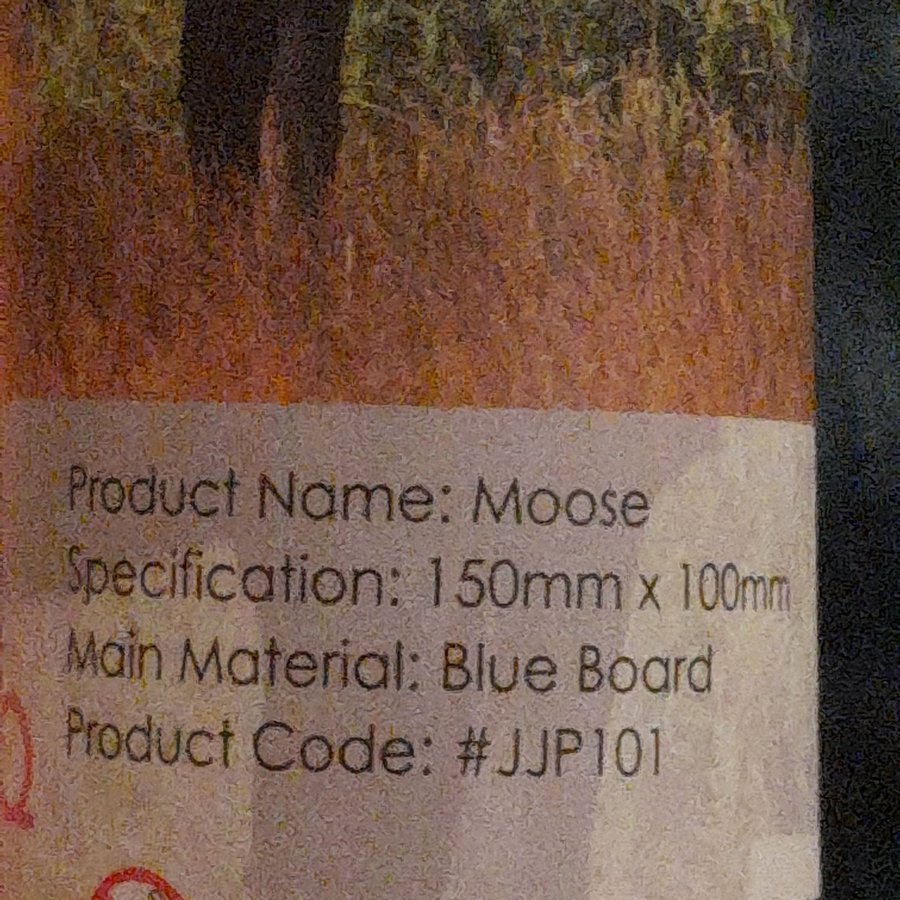 Product Name: Moose
Specification: 150mm x 100mm
Main Material: Blue Board
Product Code: #JJP101